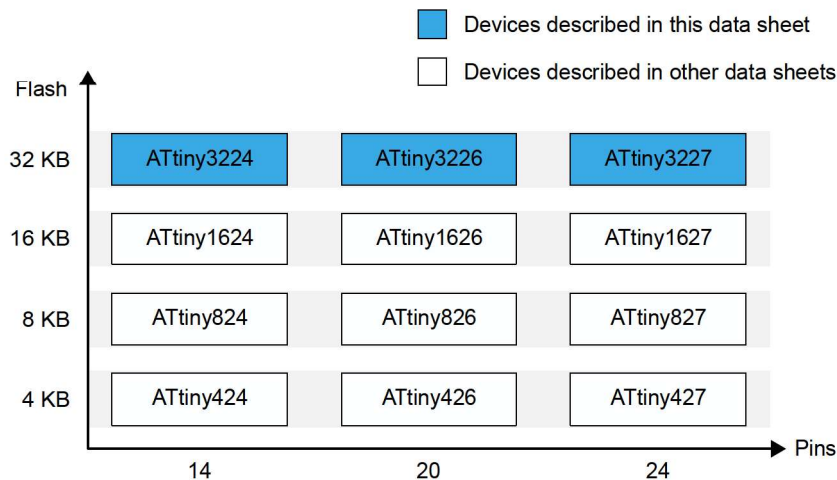 Devices described in this data sheet
Devices described in other data sheets
Flash
32 KB ATtiny3224 ATtiny3226 ATtiny3227
16 KB ATtiny1624 ATtiny1626 ATtiny1627
8 KB ATtiny824 ATtiny826 ATtiny827
4 KB ATtiny424 ATtiny426 ATtiny427
Pins
14 20 24